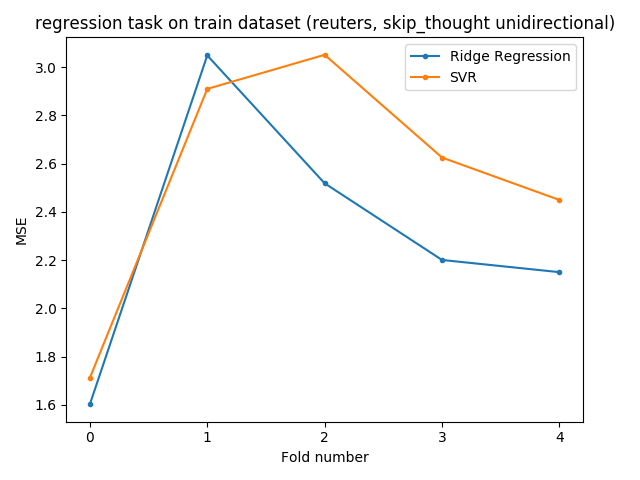 regression task on train dataset (reuters, skip_thought unidirectional)
Ridge Regression
SVR
MSE
3.0
2.8
2.6
2.4
2.2
2.0
1.8
1.6
0 1 2 3 4
Fold number